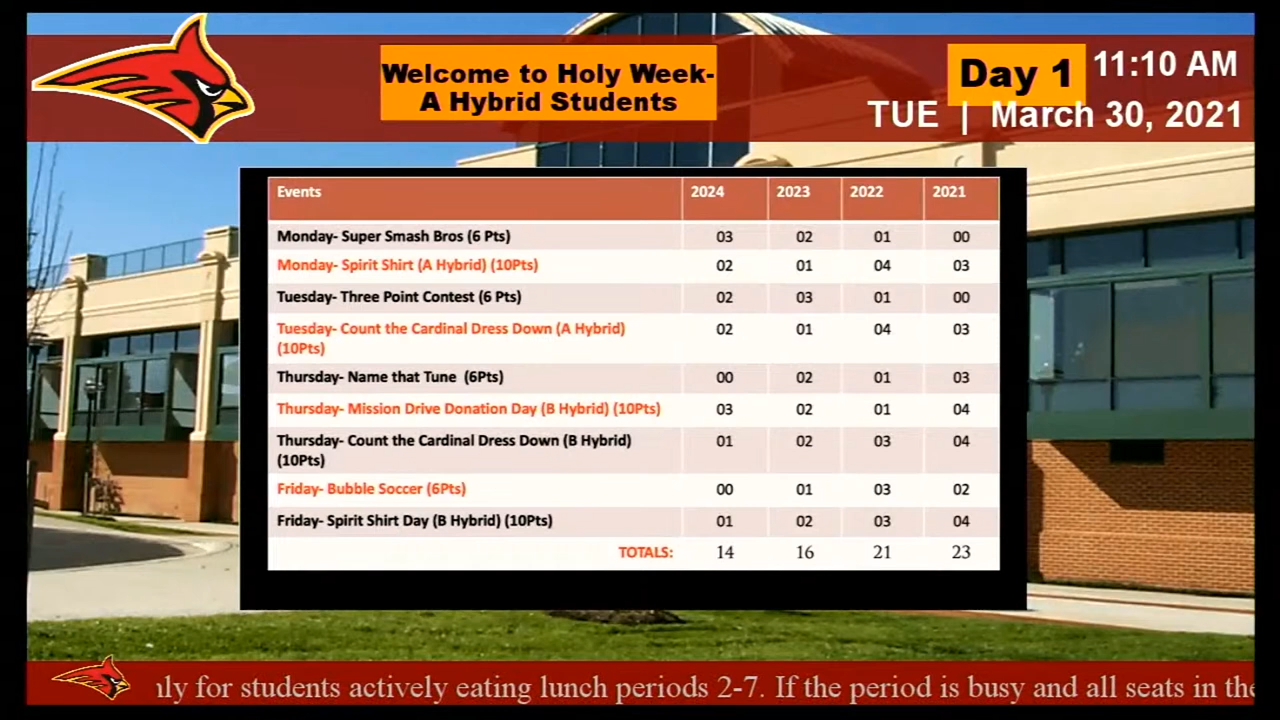 Welcome to Holy Week-
A Hybrid Students
Day 1
11:10 AM
TUE | March 30, 2021
Events 2024 2023 2022 2021
Monday- Super Smash Bros (6 Pts) 03 02 01 00
Monday- Spirit Shirt (A Hybrid) (10Pts) 02 01 04 03
Tuesday- Three Point Contest (6 Pts) 02 03 01 00
Tuesday- Count the Cardinal Dress Down (A Hybrid)
(10Pts) 02 01 04 03
Thursday- Name that Tune (6Pts) 00 02 01 03
Thursday- Mission Drive Donation Day (B Hybrid) (10Pts) 03 02 01 04
Thursday- Count the Cardinal Dress Down (B Hybrid)
(10Pts) 01 02 03 04
Friday- Bubble Soccer (6Pts) 00 01 03 02
Friday- Spirit Shirt Day (B Hybrid) (10Pts) 01 02 03 04
TOTALS: 14 16 21 23
for students actively eating lunch periods 2-7. If the period is busy and all seats in the